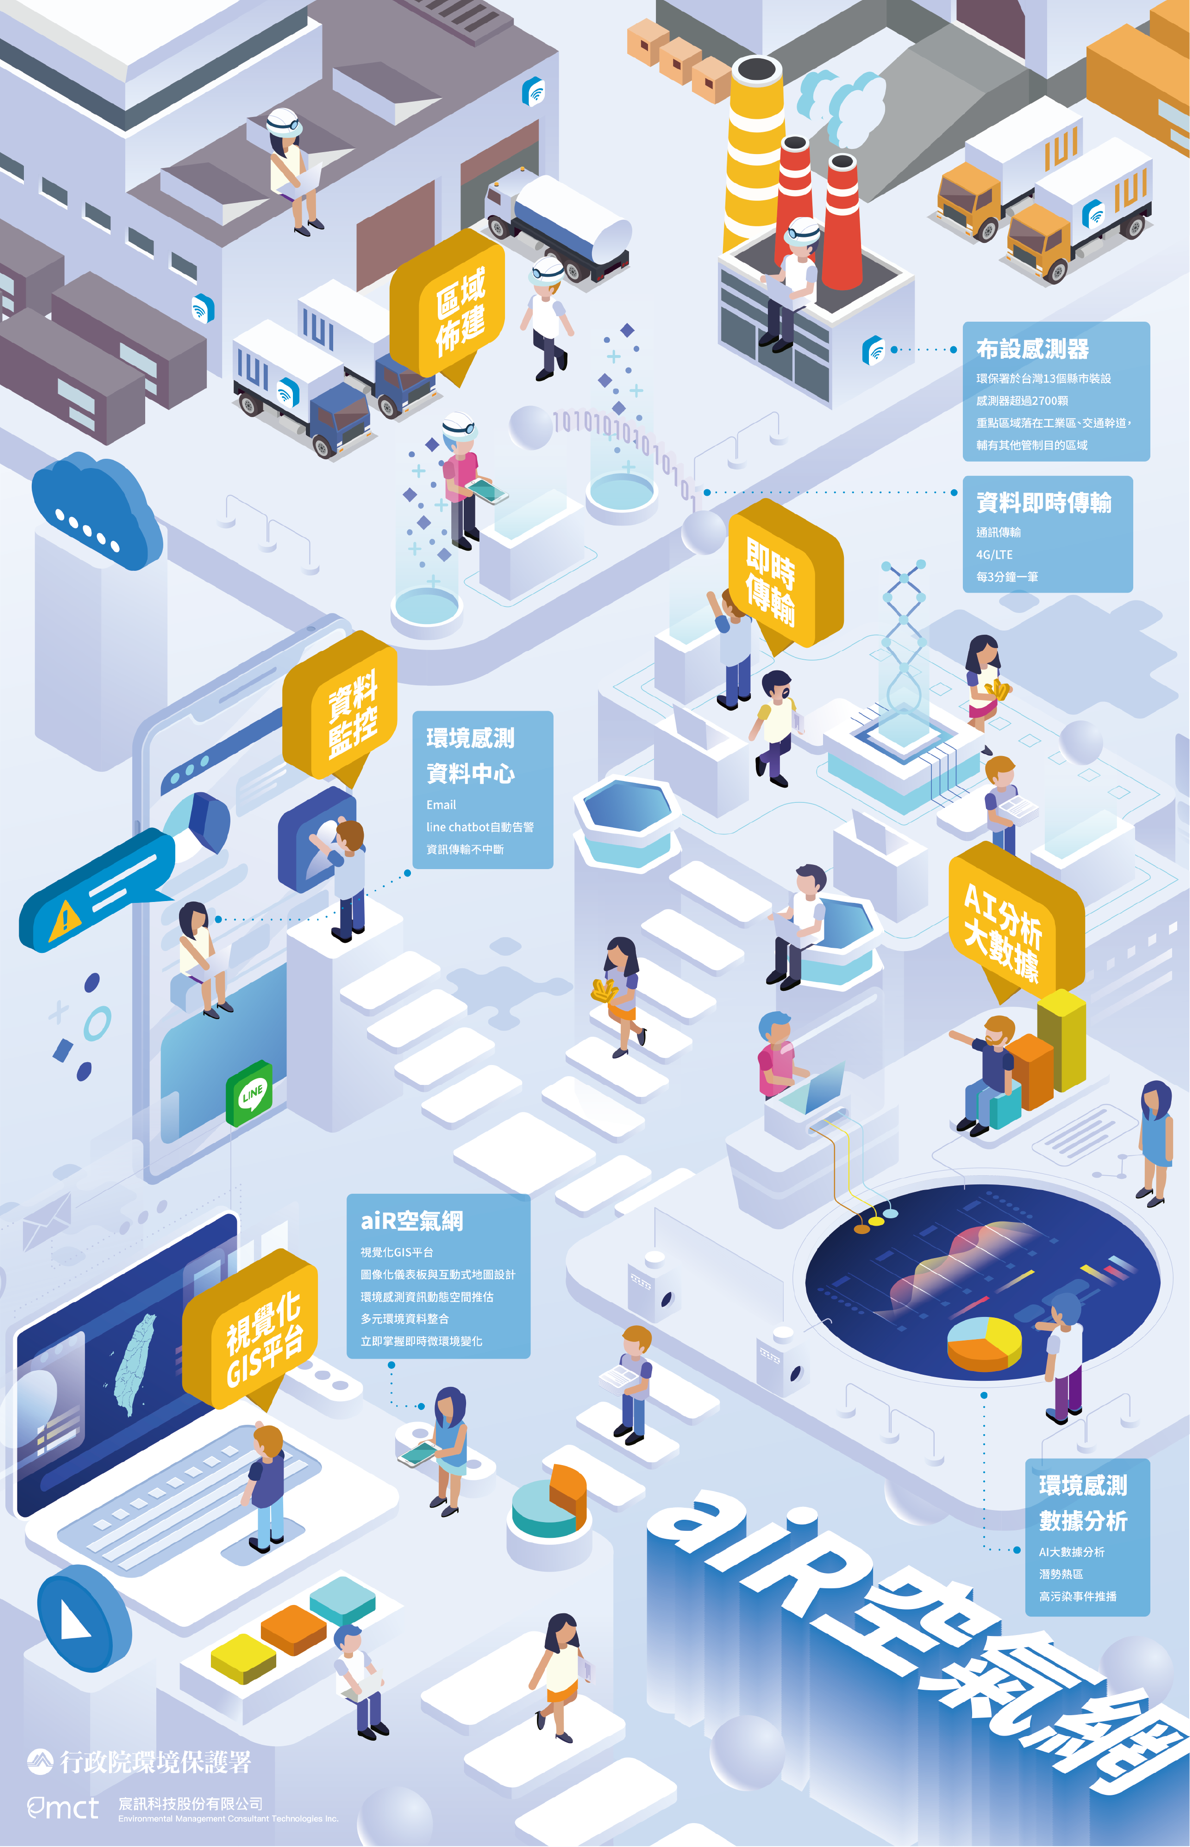 區域
佈建
布設感測器
環保署於台灣13個縣市裝設
感測器超過2700顆
重點區域落在工業區、交通幹道，
輔有其他管制目的區域
1010101010101
資料即時傳輸
通訊傳輸
4G/LTE
每3分鐘一筆
即時
傳輸
資料
監控
環境感測
資料中心
Email
line chatbot自動告警
資訊傳輸不中斷
AI分析
大數據
LINE
aiR空氣網
視覺化GIS平台
圖像化儀表板與互動式地圖設計
環境感測資訊動態空間推估
多元環境資料整合
立即掌握即時微環境變化
視覺化
GIS平台
環境感測
數據分析
AI大數據分析
潛勢熱區
高污染事件推播
aiR空氣網
行政院環境保護署
emct
宸訊科技股份有限公司
Environmental Management Consultant Technologies Inc.